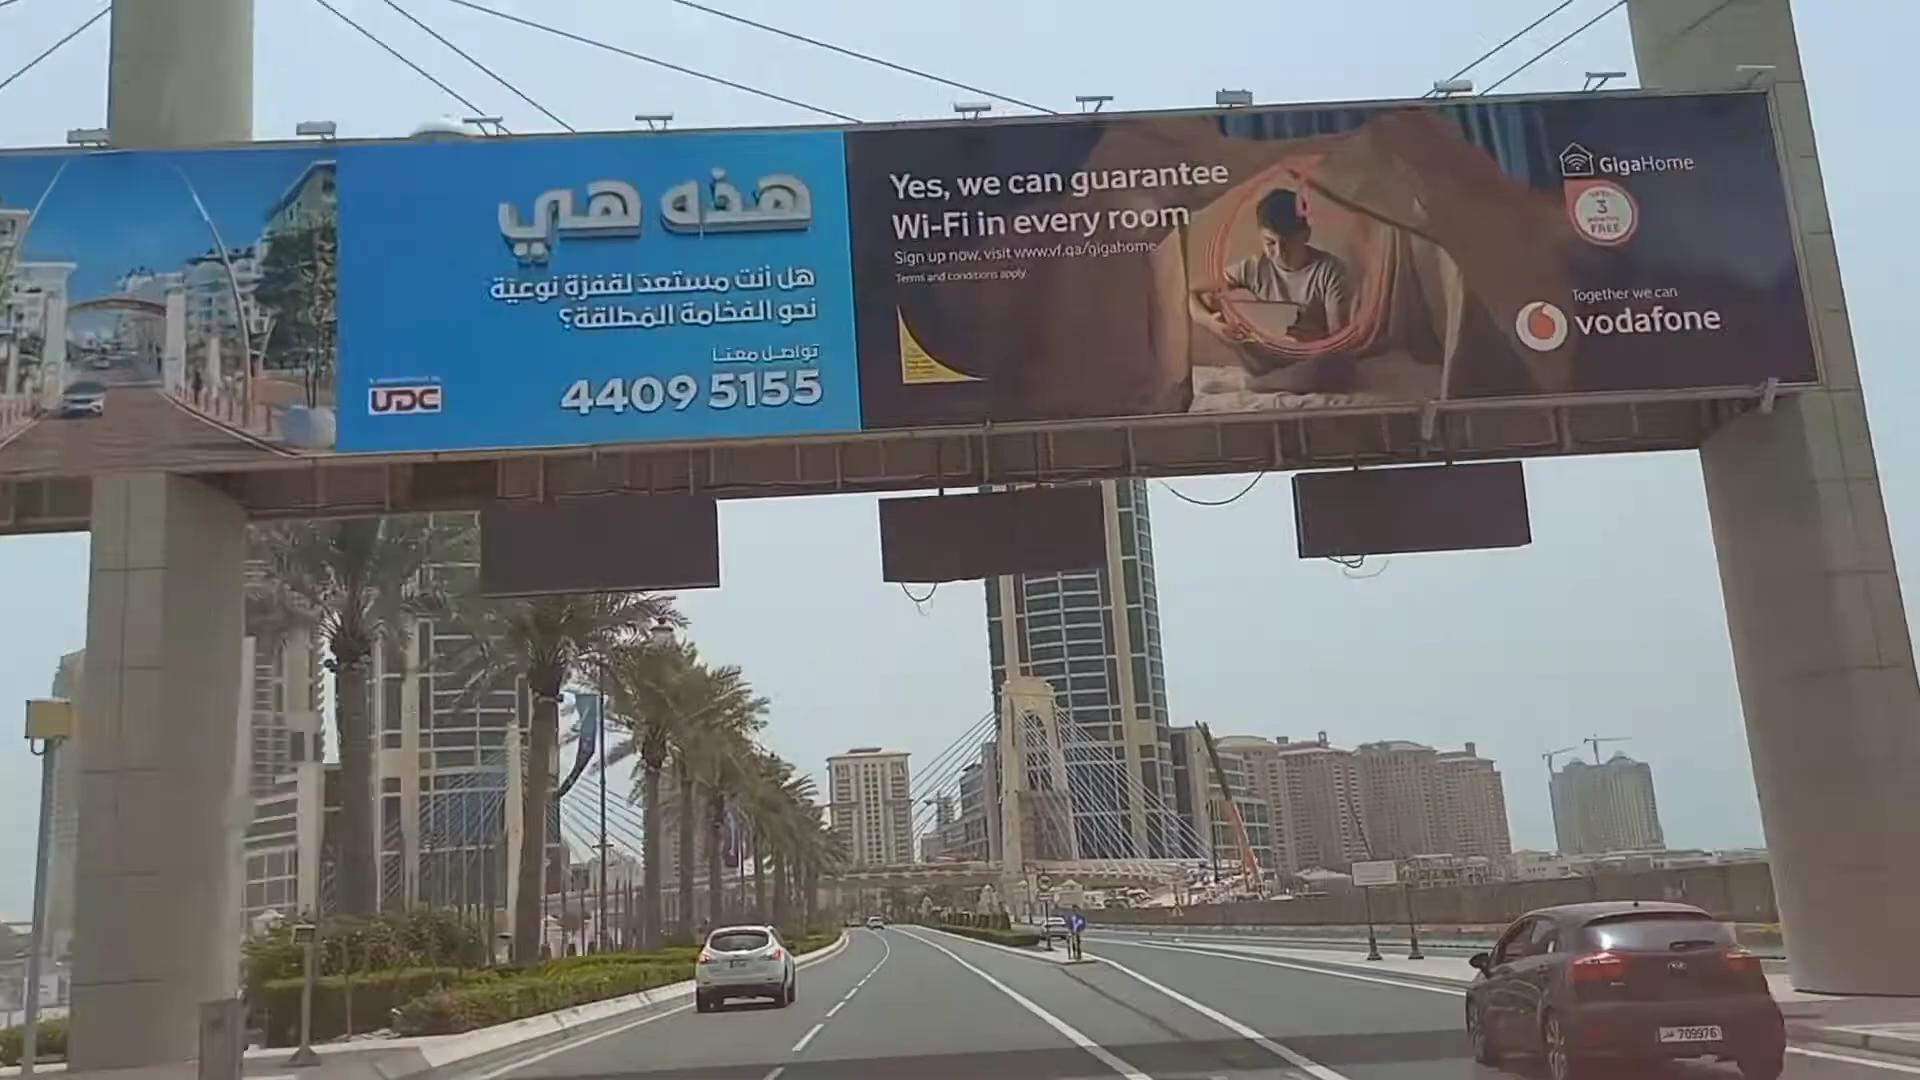 هذه هي
هل أنت مستعد لقفزة نوعية
نحو الفخامة المطلقة؟
تواصل معنا
4409 5155
UDC
Yes, we can guarantee
Wi-Fi in every room
Sign up now, visit www.vf.qa/gigahome
Terms and conditions apply
GigaHome
3
FREE
Together we can
vodafone
709976